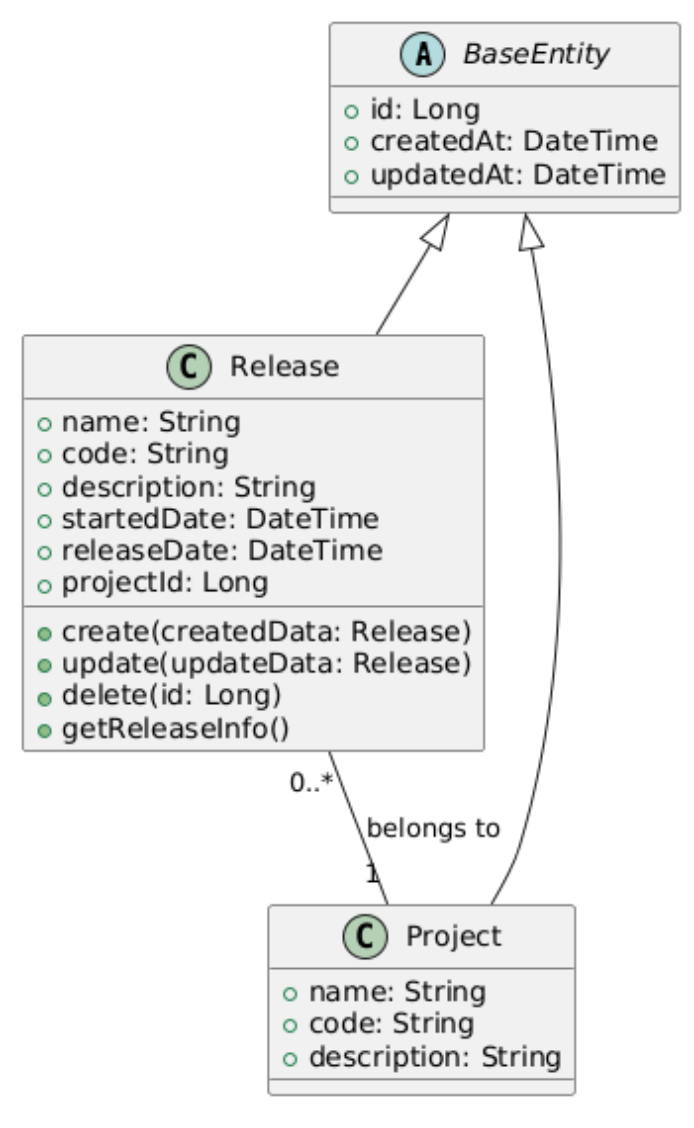 A BaseEntity
id: Long
createdAt: DateTime
updatedAt: DateTime
C Release
name: String
code: String
description: String
startedDate: DateTime
releaseDate: DateTime
projectId: Long
create(createdData: Release)
update(updateData: Release)
delete(id: Long)
getReleaseInfo()
0..*
belongs to
1
C Project
name: String
code: String
description: String